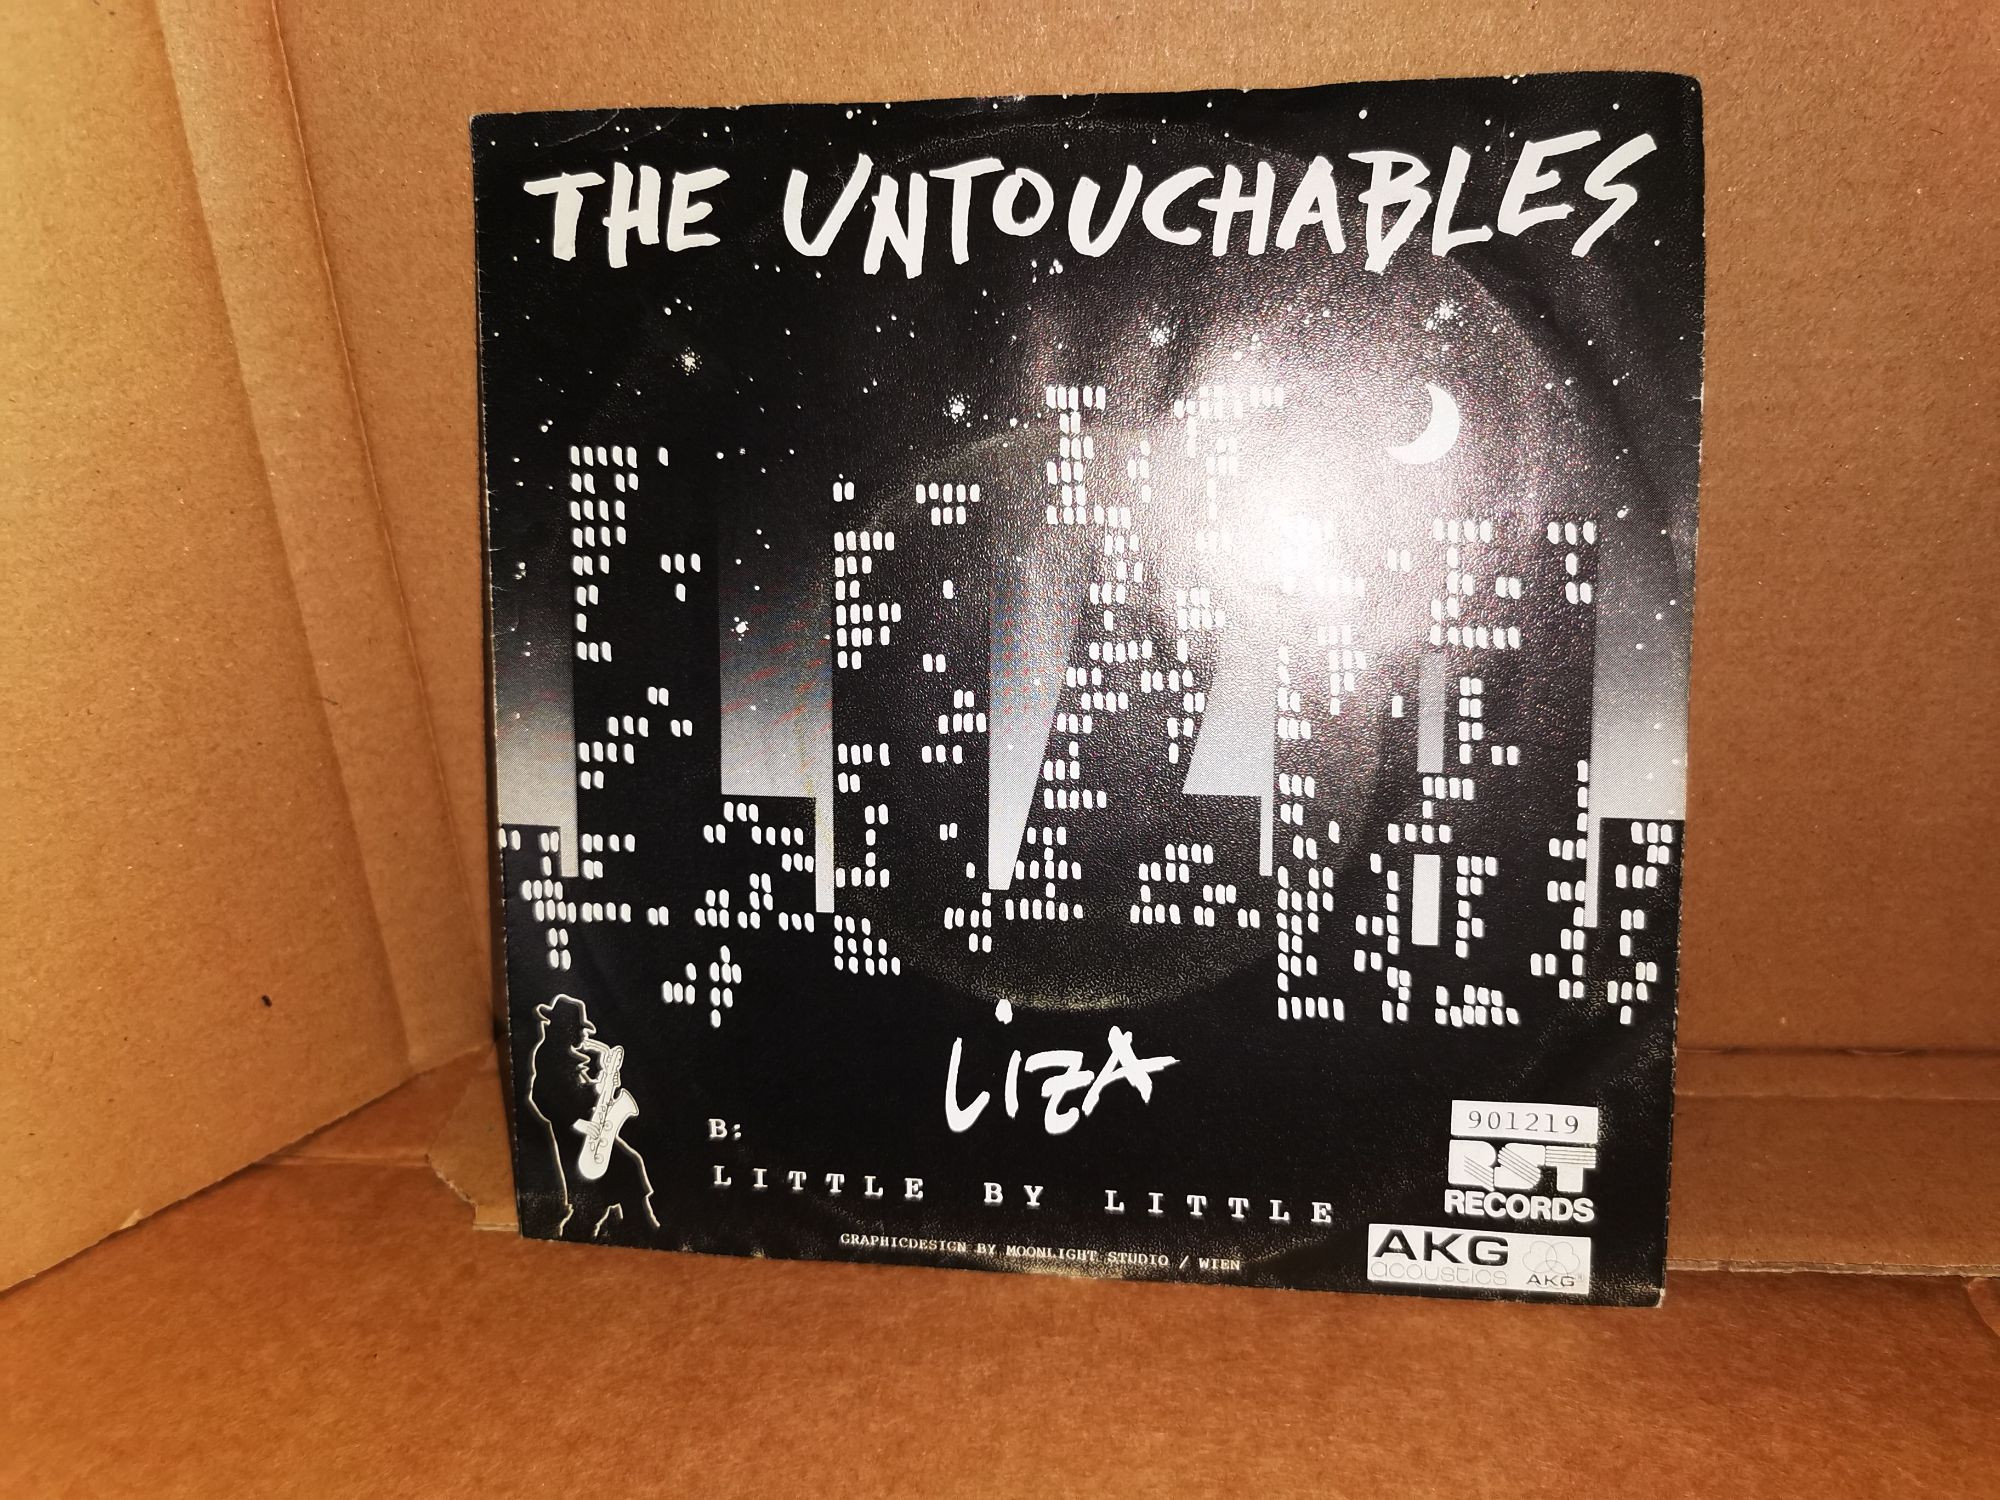 THE UNTOUCHABLES
LIZA
B:
LITTLE BY LITTLE
GRAPHICDESIGN BY MOONLIGHT STUDIO / WIEN
901219
RST
RECORDS
AKG
acoustics
AKG